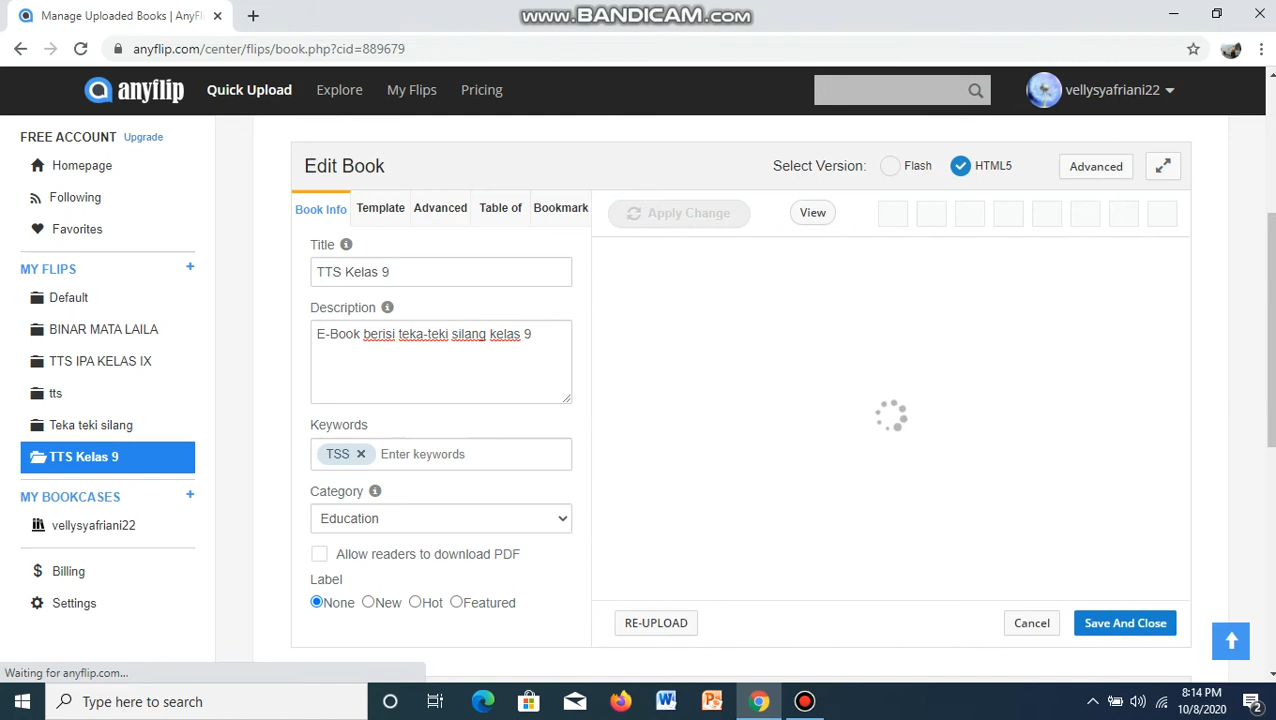 www.BANDICAM.com
Manage Uploaded Books | AnyFli
anyflip.com/center/flips/book.php?cid=889679
anyflip Quick Upload Explore My Flips Pricing vellysyafriani22
FREE ACCOUNT Upgrade
Homepage
Following
Favorites
MY FLIPS +
Default
BINAR MATA LAILA
TTS IPA KELAS IX
tts
Teka teki silang
TTS Kelas 9
MY BOOKCASES +
vellysyafriani22
Billing
Settings
Edit Book Select Version: Flash HTML5 Advanced
Book Info Template Advanced Table of Bookmark Apply Change View
Title
TTS Kelas 9
Description
E-Book berisi teka-teki silang kelas 9
Keywords
TSS Enter keywords
Category
Education
Allow readers to download PDF
Label
None New Hot Featured
RE-UPLOAD Cancel Save And Close
Waiting for anyflip.com...
Type here to search
8:14 PM
10/8/2020
2